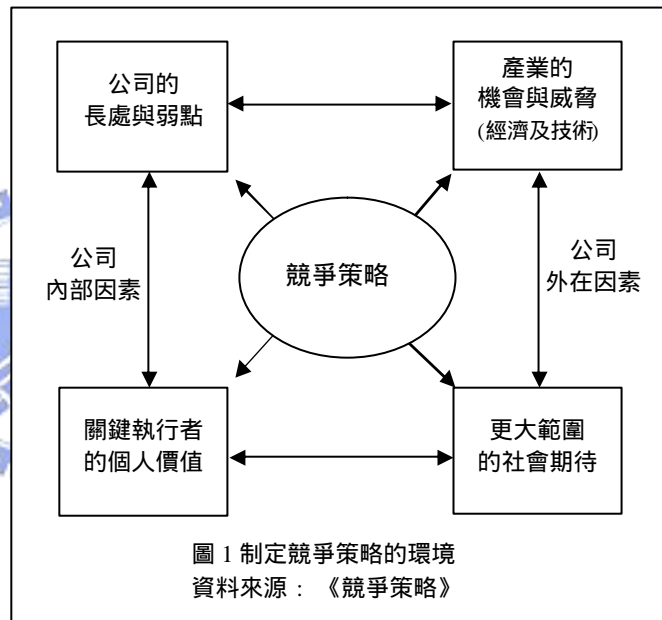 公司的
長處與弱點
產業的
機會與威脅
(經濟及技術)
競爭策略
公司
內部因素
公司
外在因素
關鍵執行者
的個人價值
更大範圍
的社會期待
圖 1 制定競爭策略的環境
資料來源：《競爭策略》